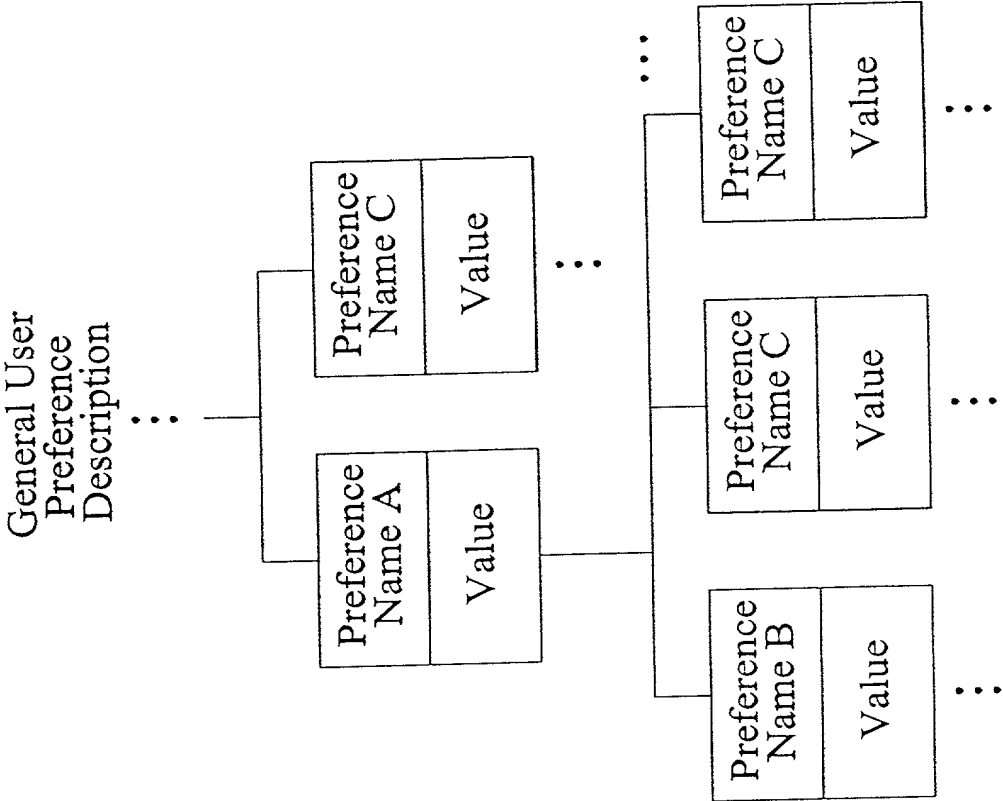 General User
Preference
Description
...
Preference
Name A
Value
Preference
Name C
Value
...
...
Preference
Name B
Value
...
Preference
Name C
Value
...
Preference
Name C
Value
...